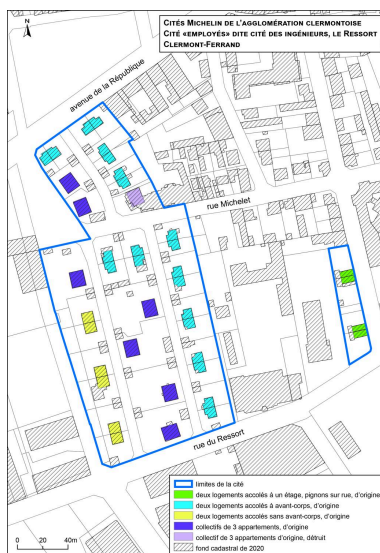 CITÉS MICHELIN DE L'AGGLOMÉRATION CLERMONTOISE
CITÉ «EMPLOYÉS» DITE CITÉ DES INGÉNIEURS, LE RESSORT
CLERMONT-FERRAND
N
avenue de la République
rue Michelet
rue du Ressort
limites de la cité
deux logements accolés à un étage, pignons sur rue, d'origine
deux logements accolés à avant-corps, d'origine
deux logements accolés sans avant-corps, d'origine
collectifs de 3 appartements, d'origine
collectifs de 3 appartements, d'origine, détruit
fond cadastral de 2020
0 40m